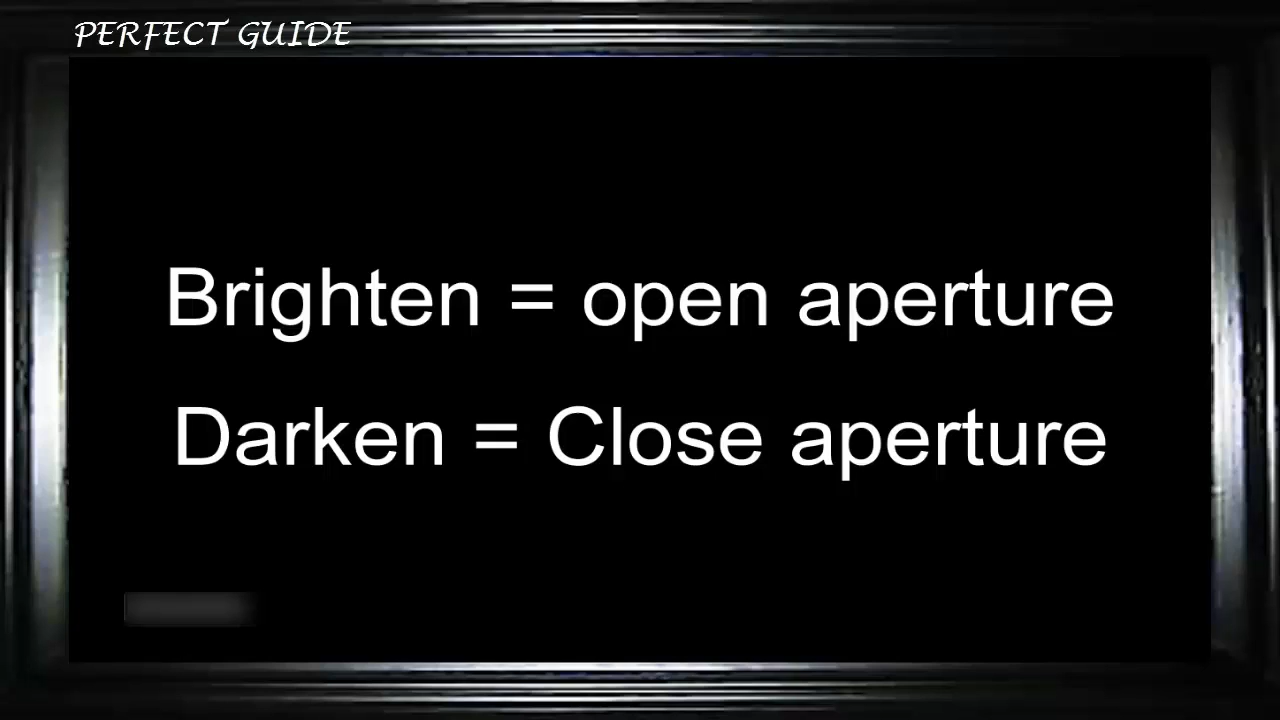 PERFECT GUIDE
Brighten = open aperture
Darken = Close aperture